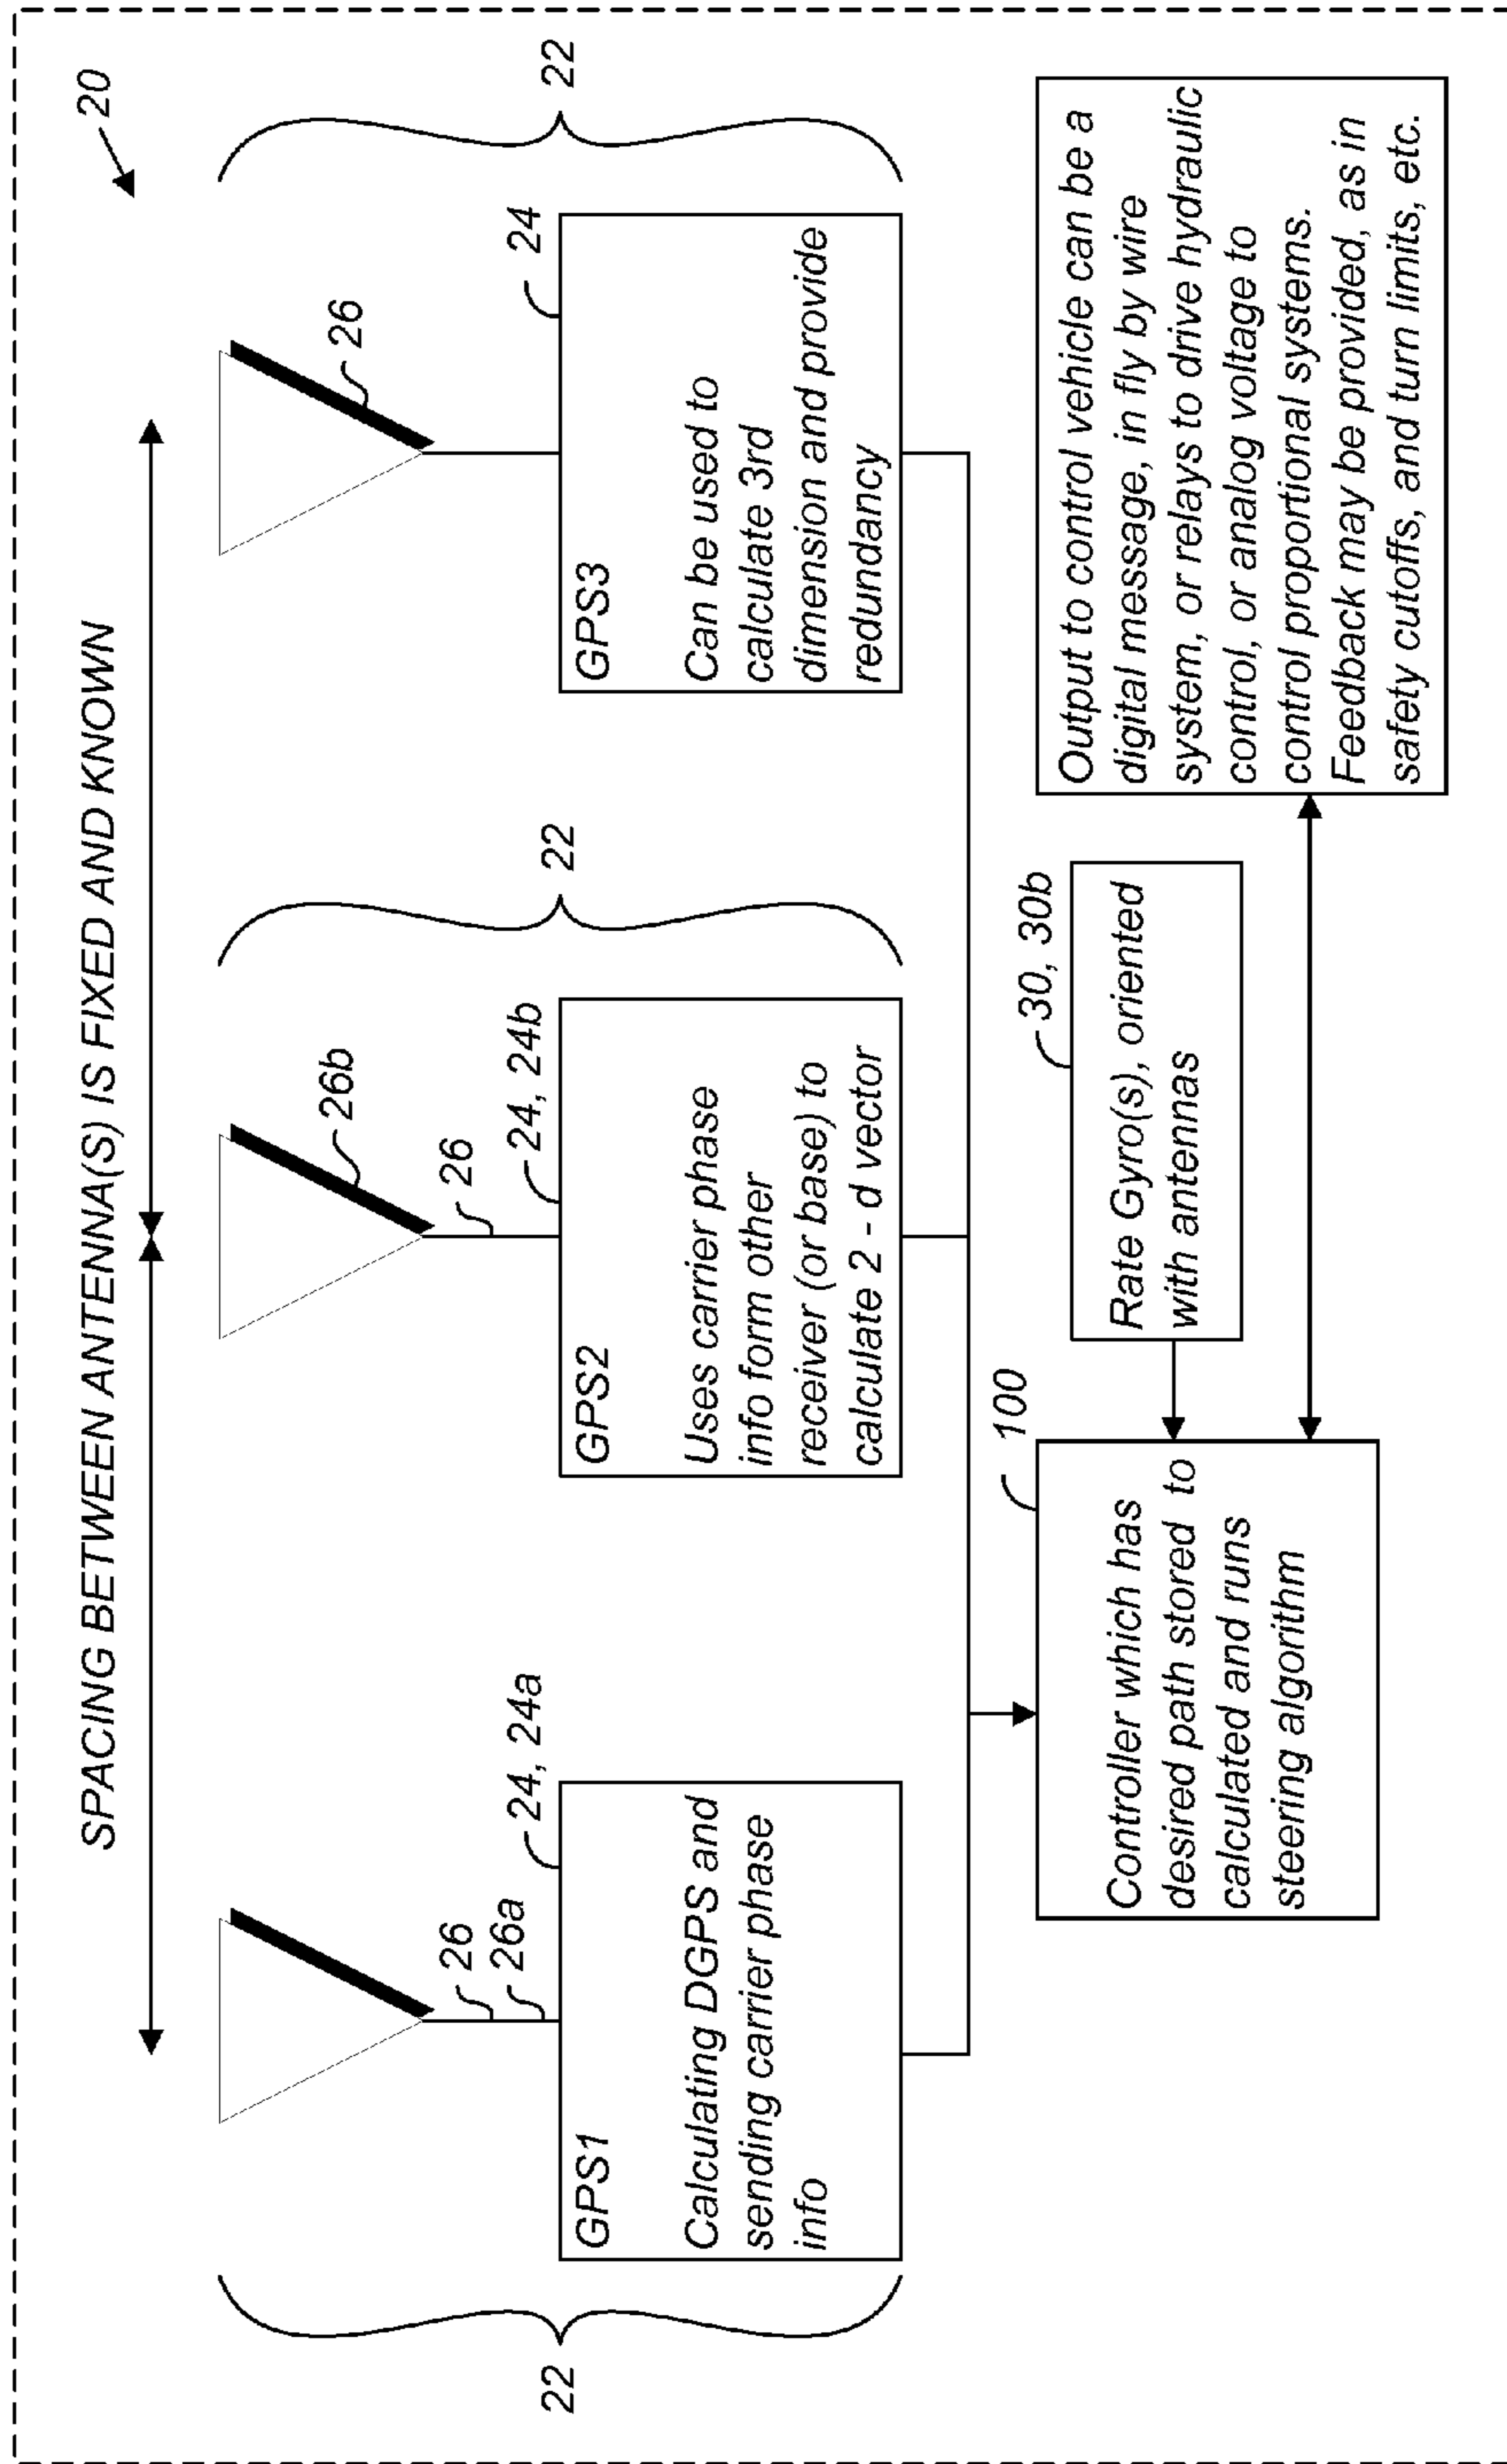 SPACING BETWEEN ANTENNA(S) IS FIXED AND KNOWN
20
26
26a
26b
26
26
22
24, 24a
GPS1
Calculating DGPS and
sending carrier phase
info
24, 24b
GPS2
Uses carrier phase
info form other
receiver (or base) to
calculate 2 - d vector
22
24
GPS3
Can be used to
calculate 3rd
dimension and provide
redundancy
22
100
Controller which has
desired path stored to
calculated and runs
steering algorithm
30, 30b
Rate Gyro(s), oriented
with antennas
Output to control vehicle can be a
digital message, in fly by wire
system, or relays to drive hydraulic
control, or analog voltage to
control proportional systems.
Feedback may be provided, as in
safety cutoffs, and turn limits, etc.